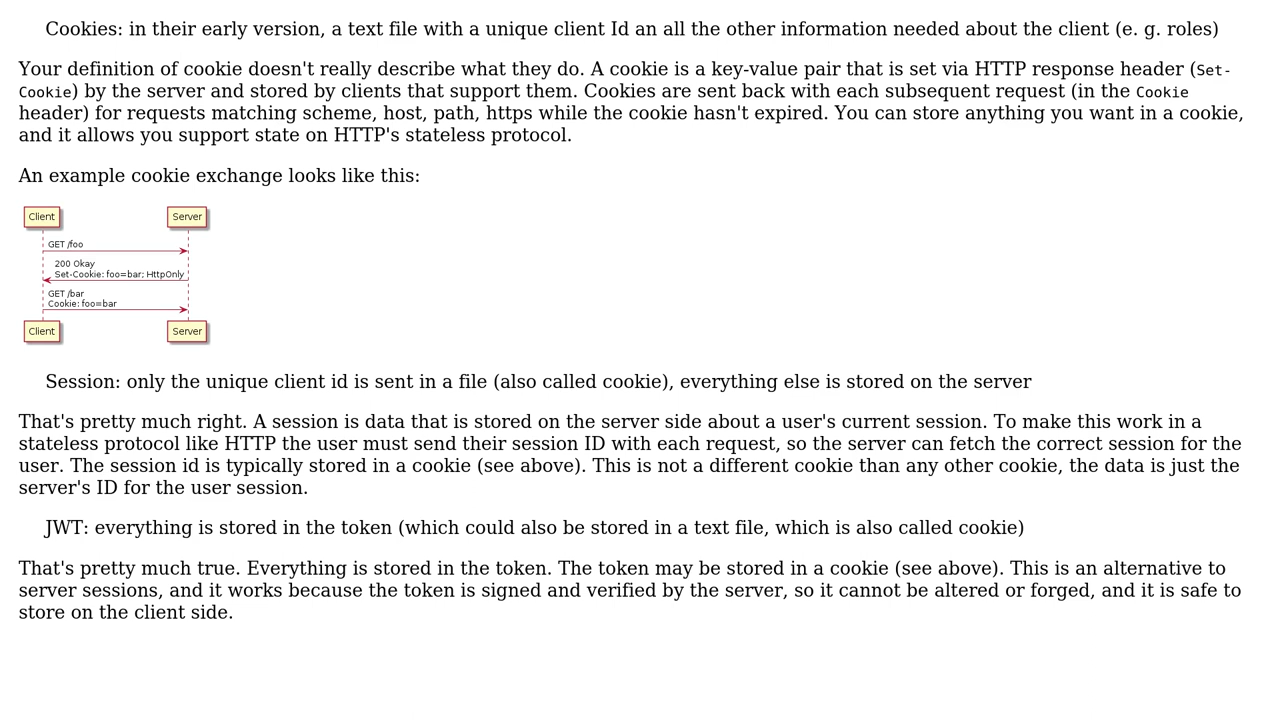 Cookies: in their early version, a text file with a unique client Id an all the other information needed about the client (e. g. roles)
Your definition of cookie doesn't really describe what they do. A cookie is a key-value pair that is set via HTTP response header (Set-
Cookie) by the server and stored by clients that support them. Cookies are sent back with each subsequent request (in the Cookie
header) for requests matching scheme, host, path, https while the cookie hasn't expired. You can store anything you want in a cookie,
and it allows you support state on HTTP's stateless protocol.
An example cookie exchange looks like this:
Client Server
GET /foo
200 Okay
Set-Cookie: foo=bar; HttpOnly
GET /bar
Cookie: foo=bar
Client Server
Session: only the unique client id is sent in a file (also called cookie), everything else is stored on the server
That's pretty much right. A session is data that is stored on the server side about a user's current session. To make this work in a
stateless protocol like HTTP the user must send their session ID with each request, so the server can fetch the correct session for the
user. The session id is typically stored in a cookie (see above). This is not a different cookie than any other cookie, the data is just the
server's ID for the user session.
JWT: everything is stored in the token (which could also be stored in a text file, which is also called cookie)
That's pretty much true. Everything is stored in the token. The token may be stored in a cookie (see above). This is an alternative to
server sessions, and it works because the token is signed and verified by the server, so it cannot be altered or forged, and it is safe to
store on the client side.